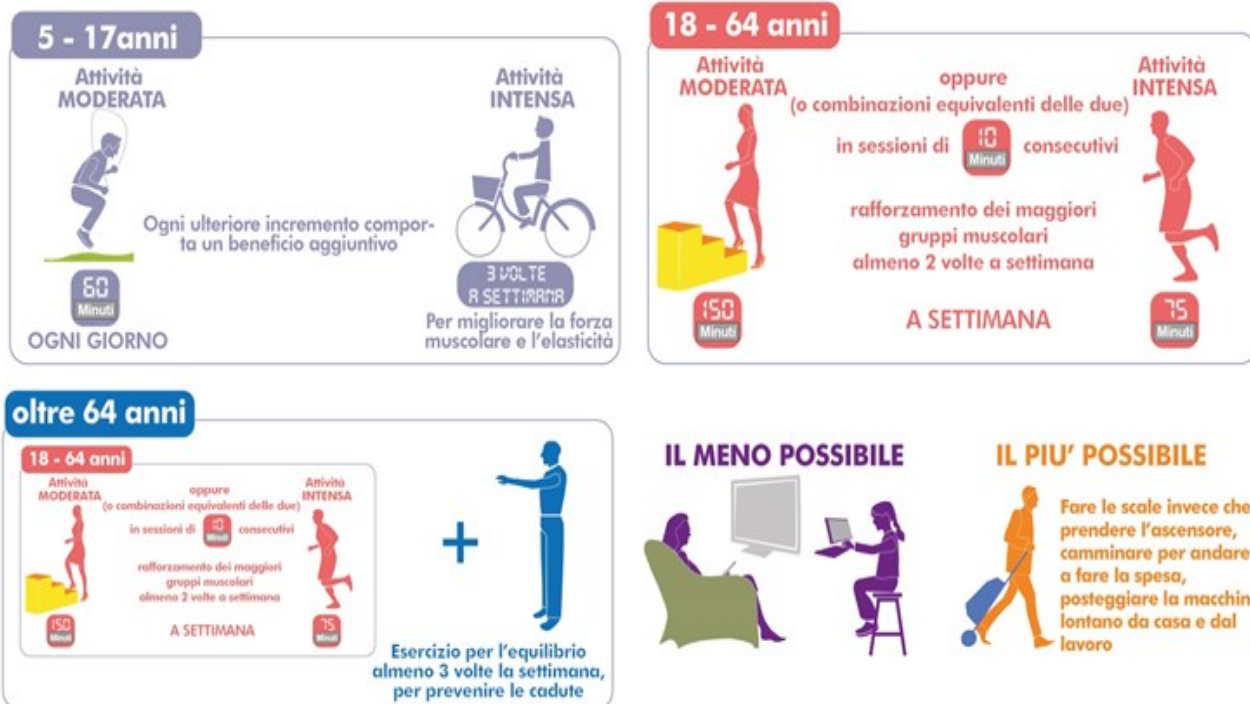 5 - 17anni
Attività
MODERATA
Attività
INTENSA
Ogni ulteriore incremento compor-
ta un beneficio aggiuntivo
60
Minuti
OGNI GIORNO
3 VOLTE
A SETTIMANA
Per migliorare la forza
muscolare e l'elasticità
18 - 64 anni
Attività
MODERATA
oppure
(o combinazioni equivalenti delle due)
in sessioni di 10 Minuti consecutivi
Attività
INTENSA
rafforzamento dei maggiori
gruppi muscolari
almeno 2 volte a settimana
150
Minuti
A SETTIMANA
75
Minuti
oltre 64 anni
18 - 64 anni
Attività
MODERATA
oppure
(o combinazioni equivalenti delle due)
in sessioni di 10 Minuti consecutivi
Attività
INTENSA
rafforzamento dei maggiori
gruppi muscolari
almeno 2 volte a settimana
150
Minuti
A SETTIMANA
75
Minuti
+
Esercizio per l'equilibrio
almeno 3 volte la settimana,
per prevenire le cadute
IL MENO POSSIBILE
IL PIU' POSSIBILE
Fare le scale invece che
prendere l'ascensore,
camminare per andare
a fare la spesa,
posteggiare la macchin
lontano da casa e dal
lavoro